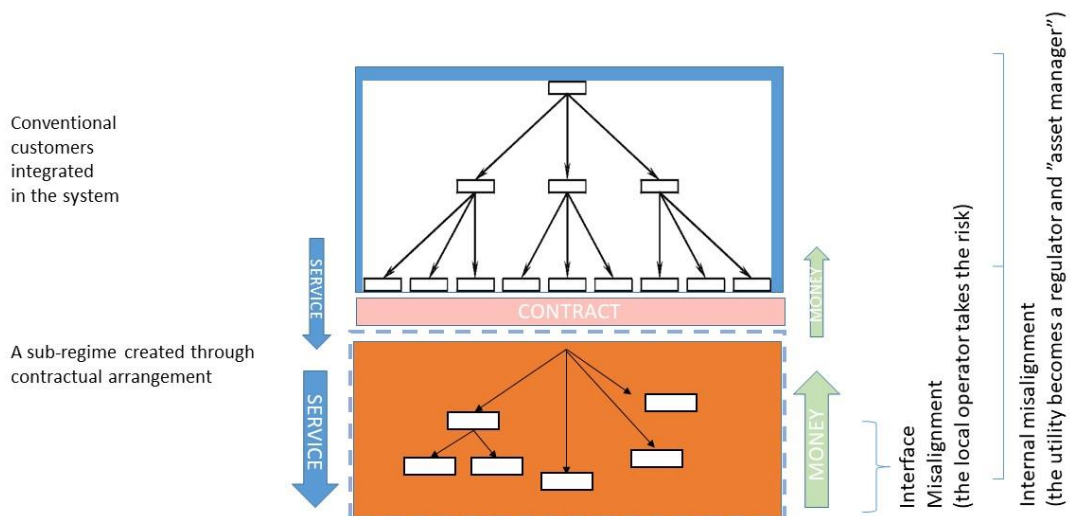 Conventional
customers
integrated
in the system
SERVICE
MONEY
CONTRACT
A sub-regime created through
contractual arrangement
SERVICE
MONEY
Interface
Misalignment
(the local operator takes the risk)
Internal misalignment
(the utility becomes a regulator and ”asset manager”)